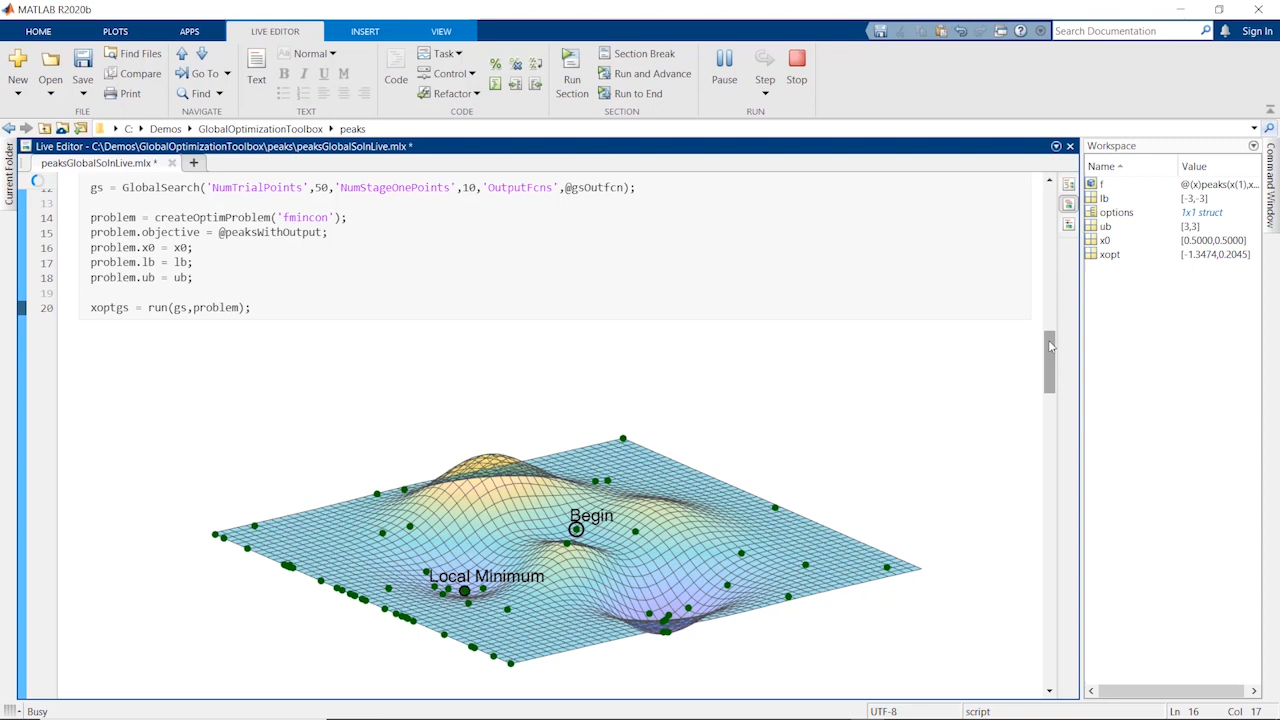 MATLAB R2020b
HOME PLOTS APPS LIVE EDITOR INSERT VIEW
Search Documentation
Sign In
New
Open
Save
Find Files
Compare
Print
FILE
Go To
Find
NAVIGATE
Text
Aa Normal
B I U M
TEXT
Code
Task
Control
Refactor
CODE
Run Section
Section Break
Run and Advance
Run to End
SECTION
Pause
Step
Stop
RUN
C: Demos GlobalOptimizationToolbox peaks
Current Folder
Live Editor - C:\Demos\GlobalOptimizationToolbox\peaks\peaksGlobalSolnLive.mlx *
peaksGlobalSolnLive.mlx *
12 gs = GlobalSearch('NumTrialPoints',50,'NumStageOnePoints',10,'OutputFcns',@gsOutfcn);
13
14 problem = createOptimProblem('fmincon');
15 problem.objective = @peaksWithOutput;
16 problem.x0 = x0;
17 problem.lb = lb;
18 problem.ub = ub;
19
20 xoptgs = run(gs,problem);
Begin
Local Minimum
Workspace
Name Value
f @(x)peaks(x(1),x...
lb [-3,-3]
options 1x1 struct
ub [3,3]
x0 [0.5000,0.5000]
xopt [-1.3474,0.2045]
Command Window
Busy
UTF-8
script
Ln 16 Col 17